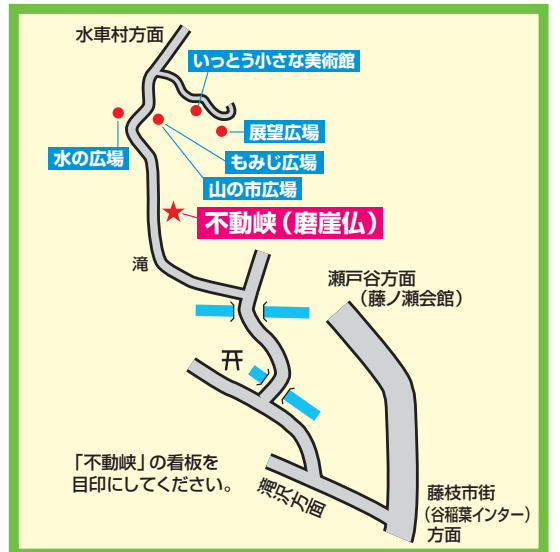 水車村方面
いっとう小さな美術館
展望広場
水の広場
もみじ広場
山の市広場
不動峡（磨崖仏）
滝
瀬戸谷方面
（藤ノ瀬会館）
「不動峡」の看板を
目印にしてください。
滝沢方面
藤枝市街
（谷稲葉インター）
方面